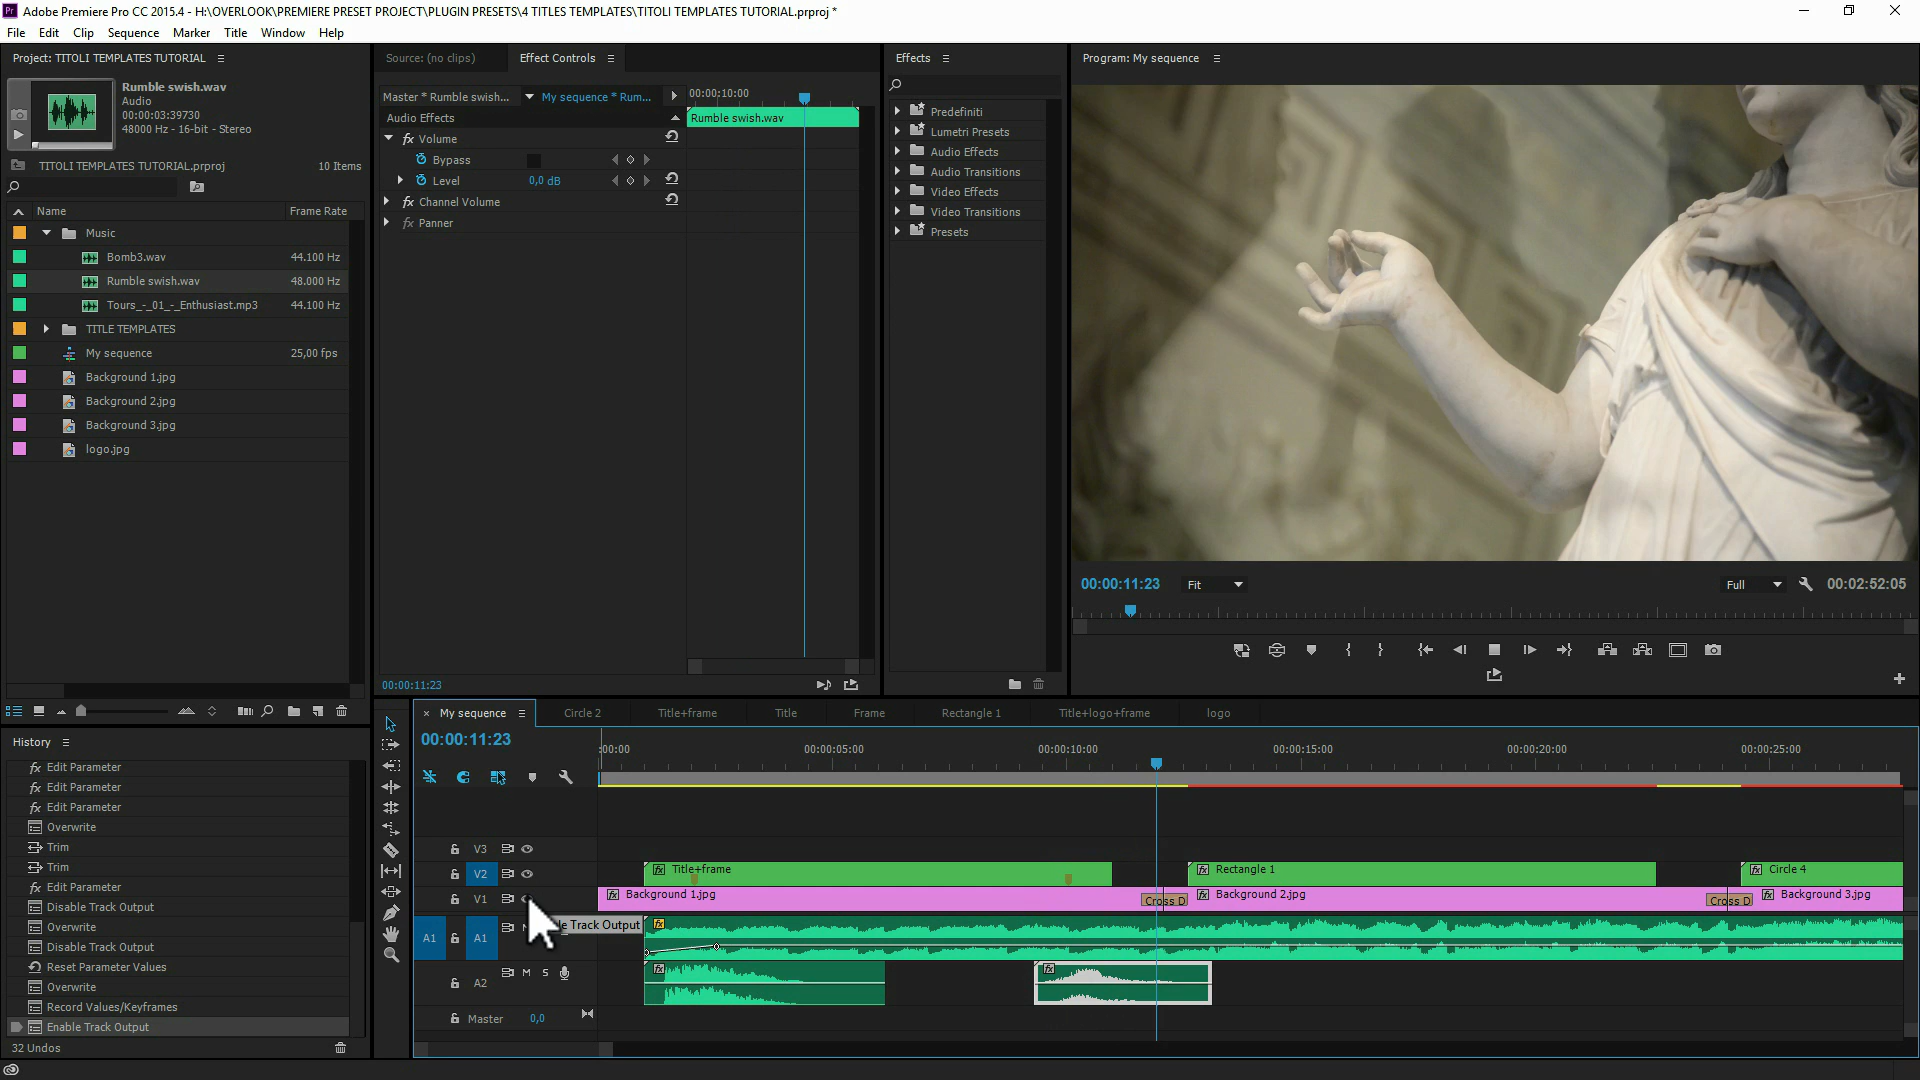 Adobe Premiere Pro CC 2015.4 - H:\OVERLOOK\PREMIERE PRESET PROJECT\PLUGIN PRESETS\4 TITLES TEMPLATES\TITOLI TEMPLATES TUTORIAL.prproj *
File Edit Clip Sequence Marker Title Window Help
Project: TITOLI TEMPLATES TUTORIAL
Rumble swish.wav
Audio
00:00:03:39730
48000 Hz - 16-bit - Stereo
TITOLI TEMPLATES TUTORIAL.prproj
10 Items
Name
Frame Rate
Music
Bomb3.wav
44.100 Hz
Rumble swish.wav
48.000 Hz
Tours_-_01_-_Enthusiast.mp3
44.100 Hz
TITLE TEMPLATES
My sequence
25,00 fps
Background 1.jpg
Background 2.jpg
Background 3.jpg
logo.jpg
History
Edit Parameter
Edit Parameter
Edit Parameter
Overwrite
Trim
Trim
Edit Parameter
Disable Track Output
Overwrite
Disable Track Output
Reset Parameter Values
Overwrite
Record Values/Keyframes
Enable Track Output
32 Undos
Source: (no clips)
Effect Controls
Master * Rumble swish...
My sequence * Rum...
00:00:10:00
Audio Effects
Rumble swish.wav
fx Volume
Bypass
Level
0,0 dB
fx Channel Volume
fx Panner
00:00:11:23
Effects
Predefiniti
Lumetri Presets
Audio Effects
Audio Transitions
Video Effects
Video Transitions
Presets
Program: My sequence
00:00:11:23
Fit
Full
00:02:52:05
My sequence
Circle 2
Title+frame
Title
Frame
Rectangle 1
Title+logo+frame
logo
00:00:11:23
:00:00
00:00:05:00
00:00:10:00
00:00:15:00
00:00:20:00
00:00:25:00
V3
V2
Title+frame
Rectangle 1
Circle 4
V1
Background 1.jpg
Cross D
Background 2.jpg
Cross D
Background 3.jpg
Track Output
A1
A1
A2
M
S
Master
0,0